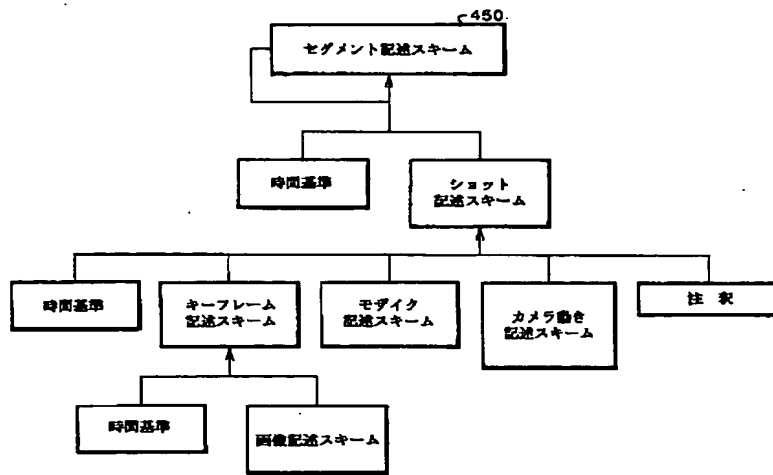 450
セグメント記述スキーム
時間基準
ショット
記述スキーム
時間基準
キーフレーム
記述スキーム
モザイク
記述スキーム
カメラ動き
記述スキーム
注 釈
時間基準
画像記述スキーム